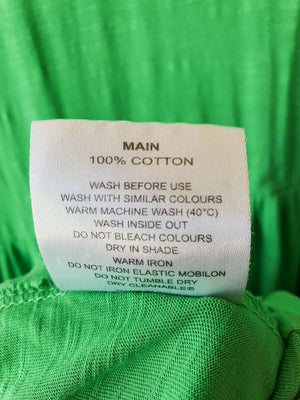 MAIN
100% COTTON
WASH BEFORE USE
WASH WITH SIMILAR COLOURS
WARM MACHINE WASH (40°C)
WASH INSIDE OUT
DO NOT BLEACH COLOURS
DRY IN SHADE
WARM IRON
DO NOT IRON ELASTIC MOBILON
DO NOT TUMBLE DRY
DRY CLEANABLE®